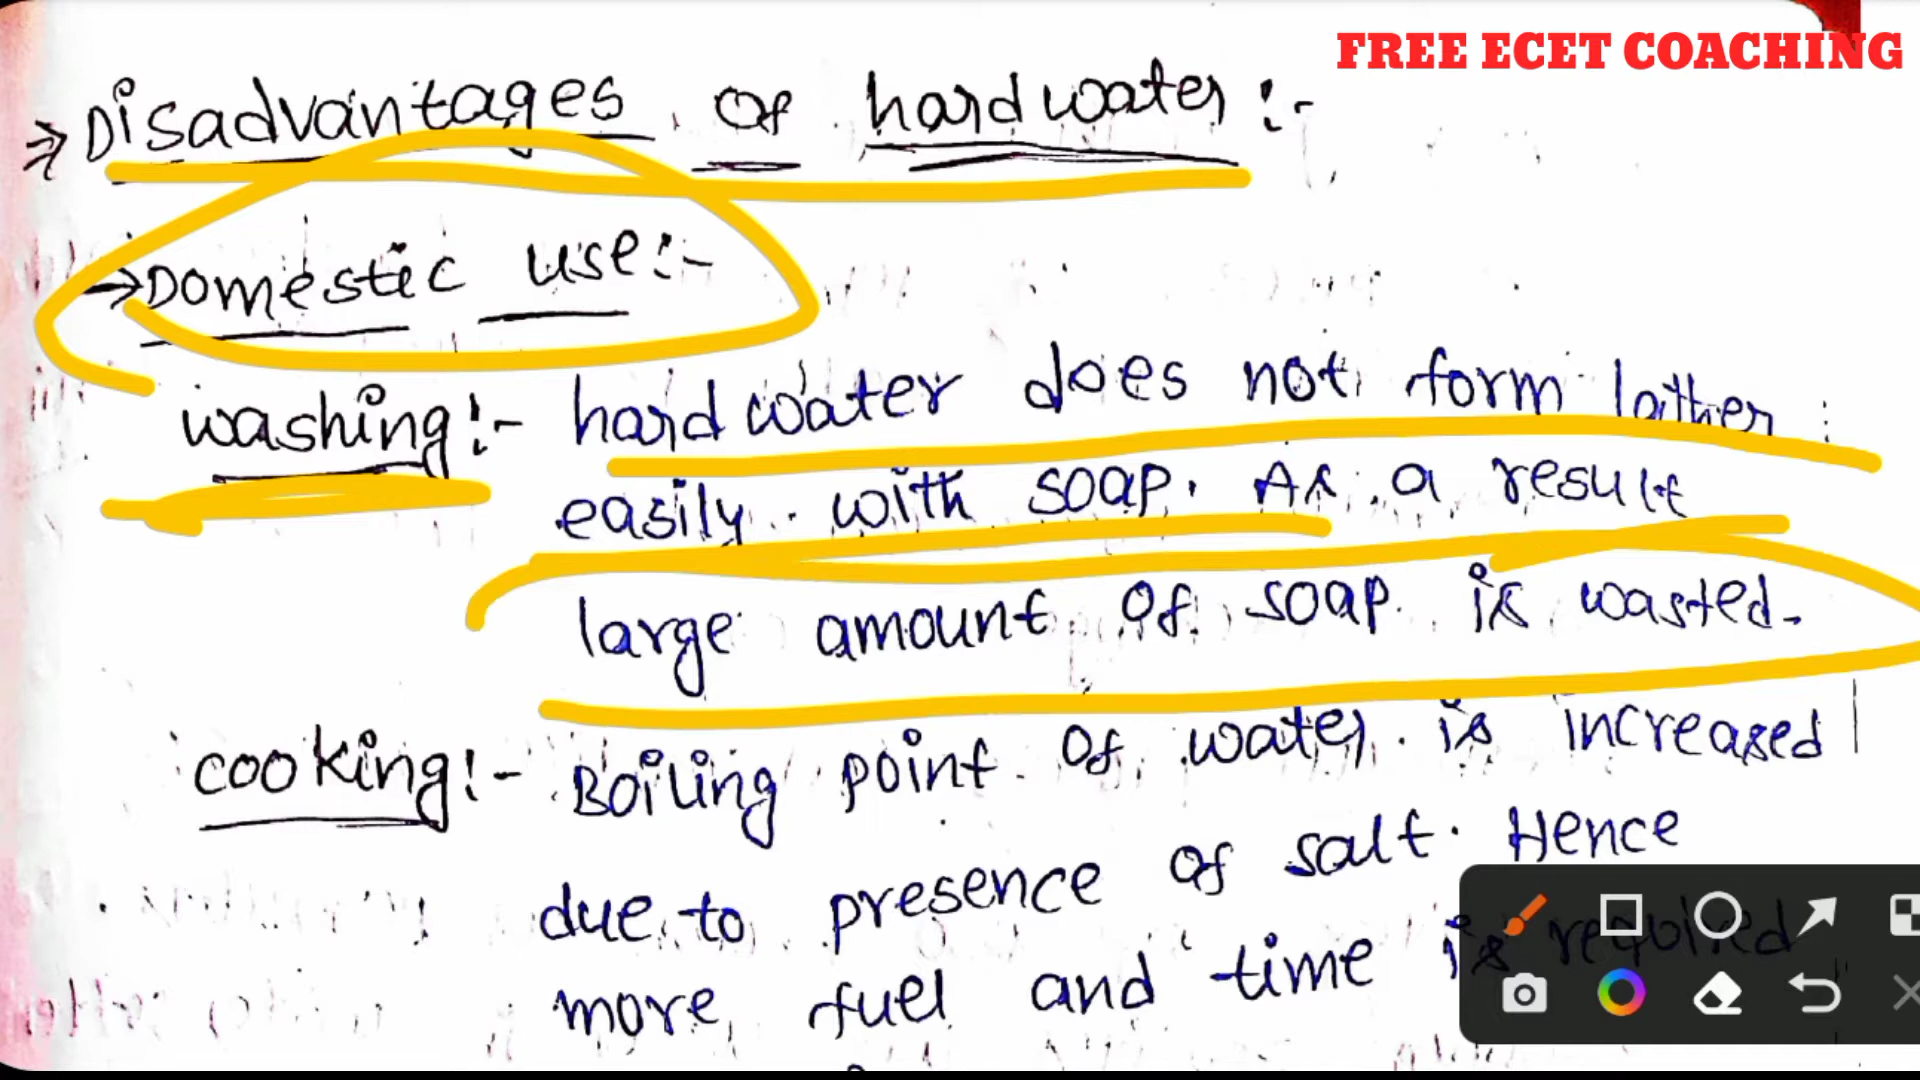 FREE ECET COACHING
⇒ Disadvantages of hard water :-
→ Domestic use :-
washing :- hard water does not form lather
easily with soap. As a result
large amount of soap is wasted.
cooking :- Boiling point of water is increased
due to presence of salt. Hence
more fuel and time is required